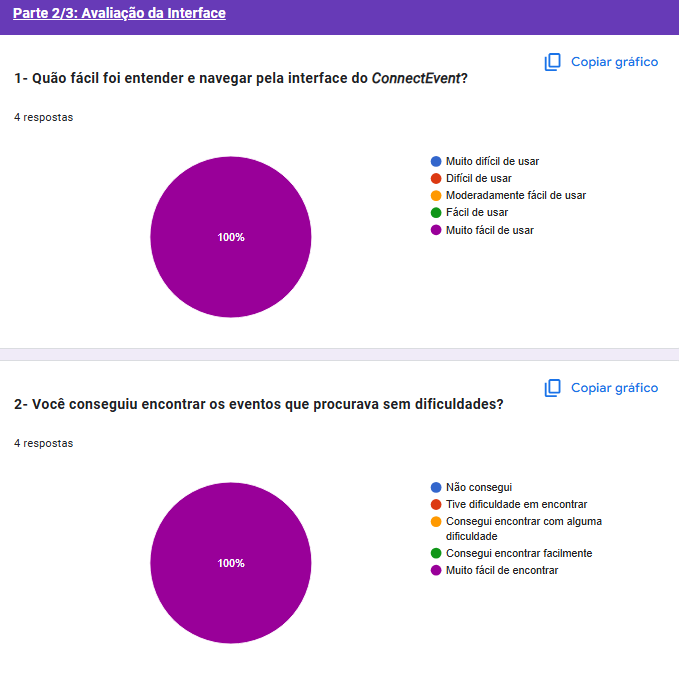 Parte 2/3: Avaliação da Interface
Copiar gráfico
1- Quão fácil foi entender e navegar pela interface do ConnectEvent?
4 respostas
Muito difícil de usar
Difícil de usar
Moderadamente fácil de usar
Fácil de usar
Muito fácil de usar
100%
Copiar gráfico
2- Você conseguiu encontrar os eventos que procurava sem dificuldades?
4 respostas
Não consegui
Tive dificuldade em encontrar
Consegui encontrar com alguma
dificuldade
Consegui encontrar facilmente
Muito fácil de encontrar
100%